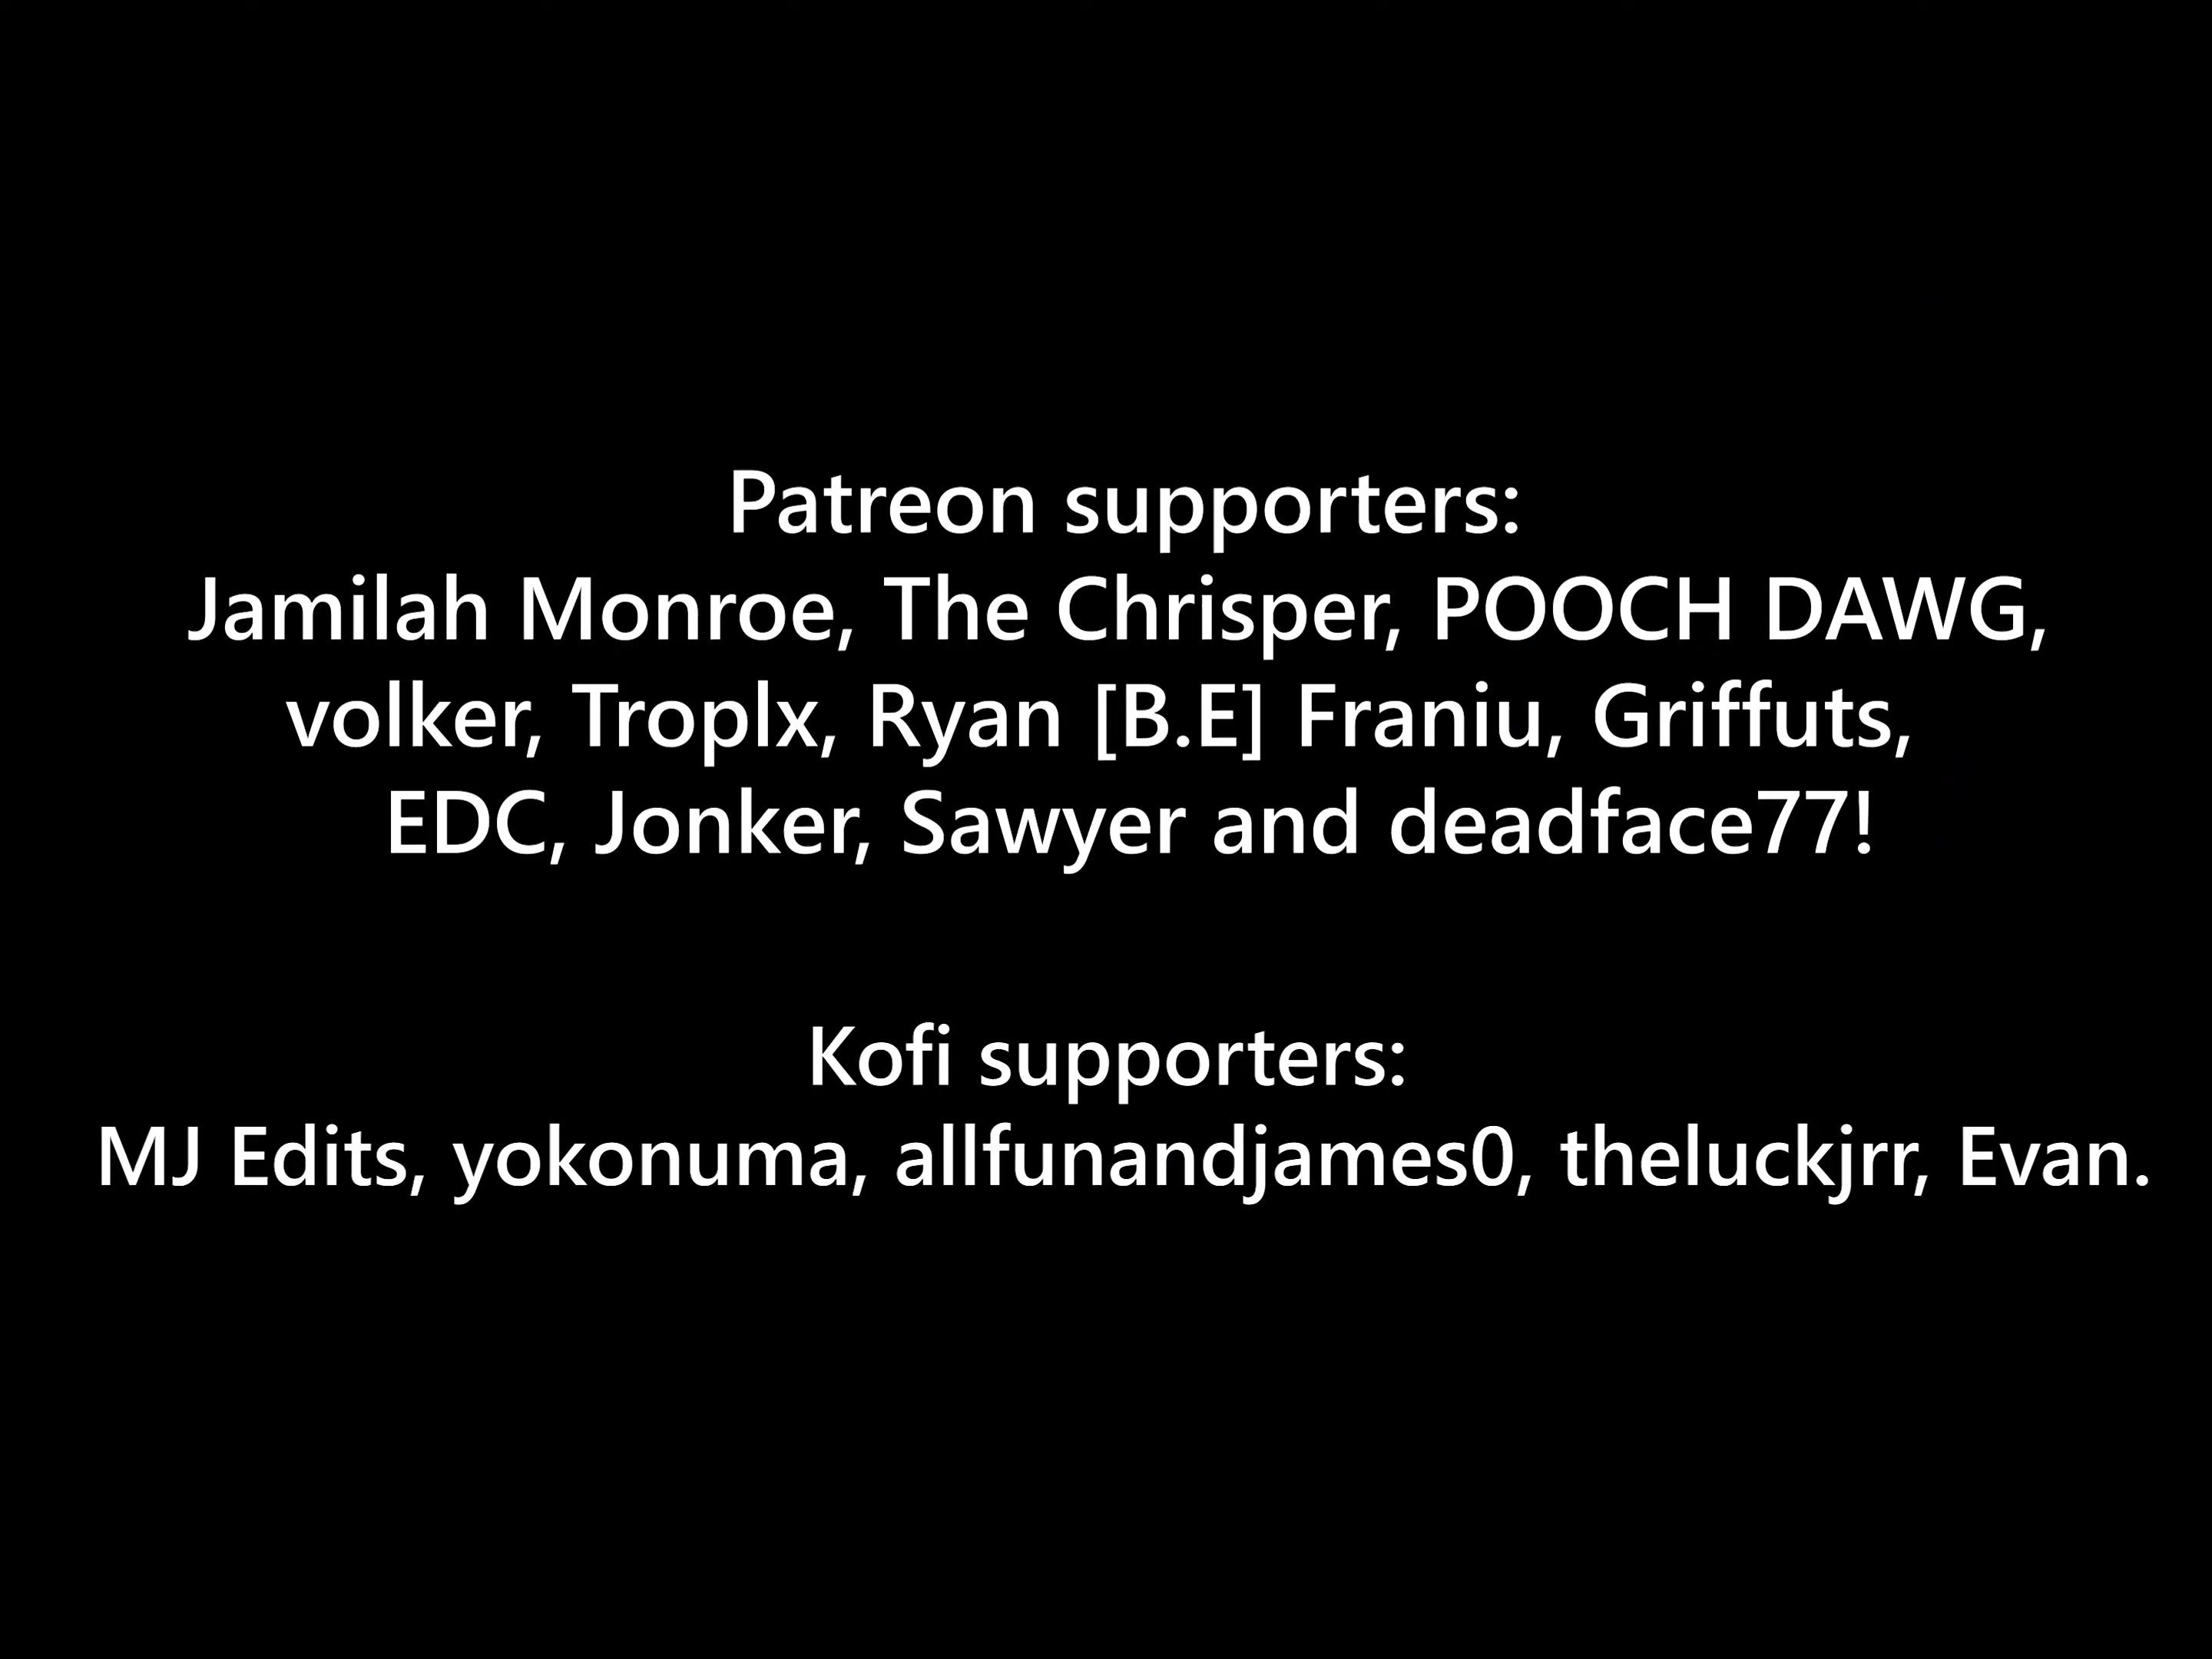 Patreon supporters:
Jamilah Monroe, The Chrisper, POOCH DAWG,
volker, Troplx, Ryan [B.E] Franiu, Griffuts,
EDC, Jonker, Sawyer and deadface77!
Kofi supporters:
MJ Edits, yokonuma, allfunandjames0, theluckjrr, Evan.